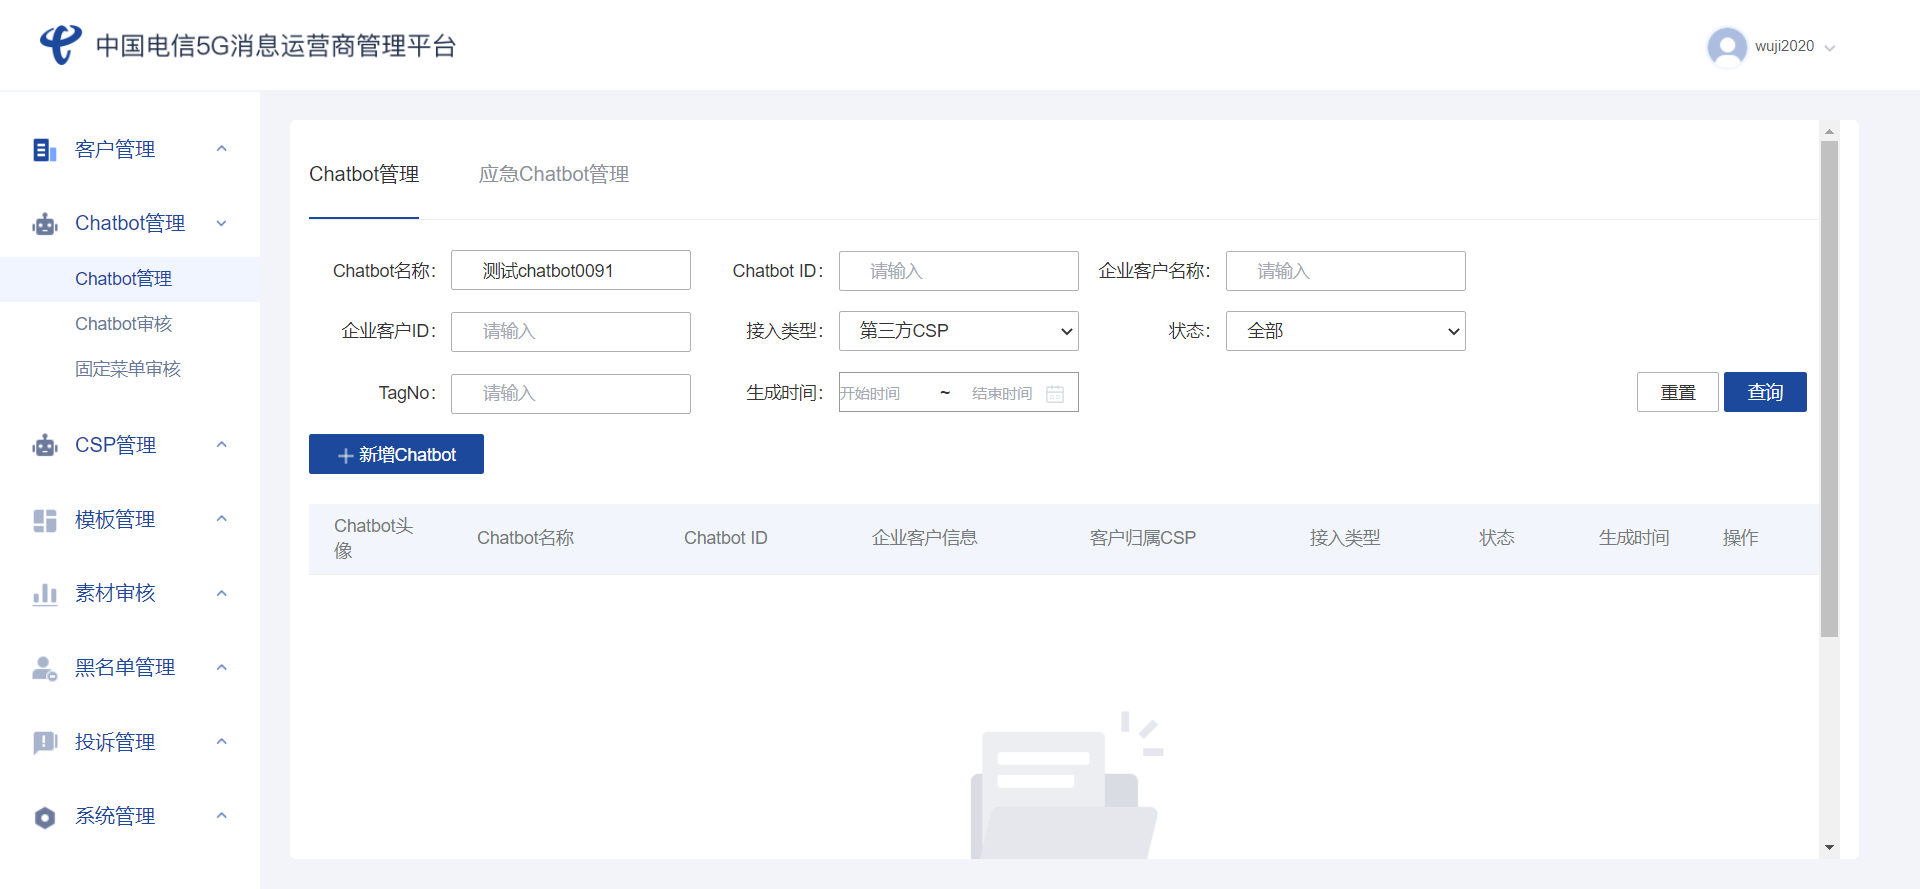 中国电信5G消息运营商管理平台
wuji2020
客户管理
Chatbot管理
Chatbot管理
Chatbot审核
固定菜单审核
CSP管理
模板管理
素材审核
黑名单管理
投诉管理
系统管理
Chatbot管理 应急Chatbot管理
Chatbot名称: 测试chatbot0091 Chatbot ID: 请输入 企业客户名称: 请输入
企业客户ID: 请输入 接入类型: 第三方CSP 状态: 全部
TagNo: 请输入 生成时间: 开始时间 ~ 结束时间 重置 查询
+新增Chatbot
Chatbot头像 Chatbot名称 Chatbot ID 企业客户信息 客户归属CSP 接入类型 状态 生成时间 操作